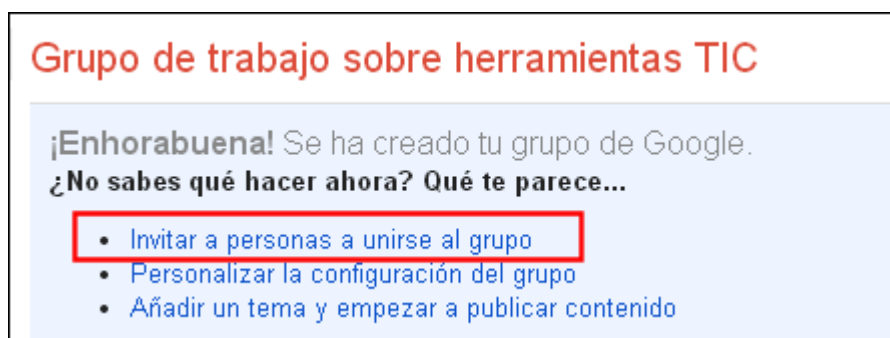 Grupo de trabajo sobre herramientas TIC
¡Enhorabuena! Se ha creado tu grupo de Google.
¿No sabes qué hacer ahora? Qué te parece...
• Invitar a personas a unirse al grupo
• Personalizar la configuración del grupo
• Añadir un tema y empezar a publicar contenido